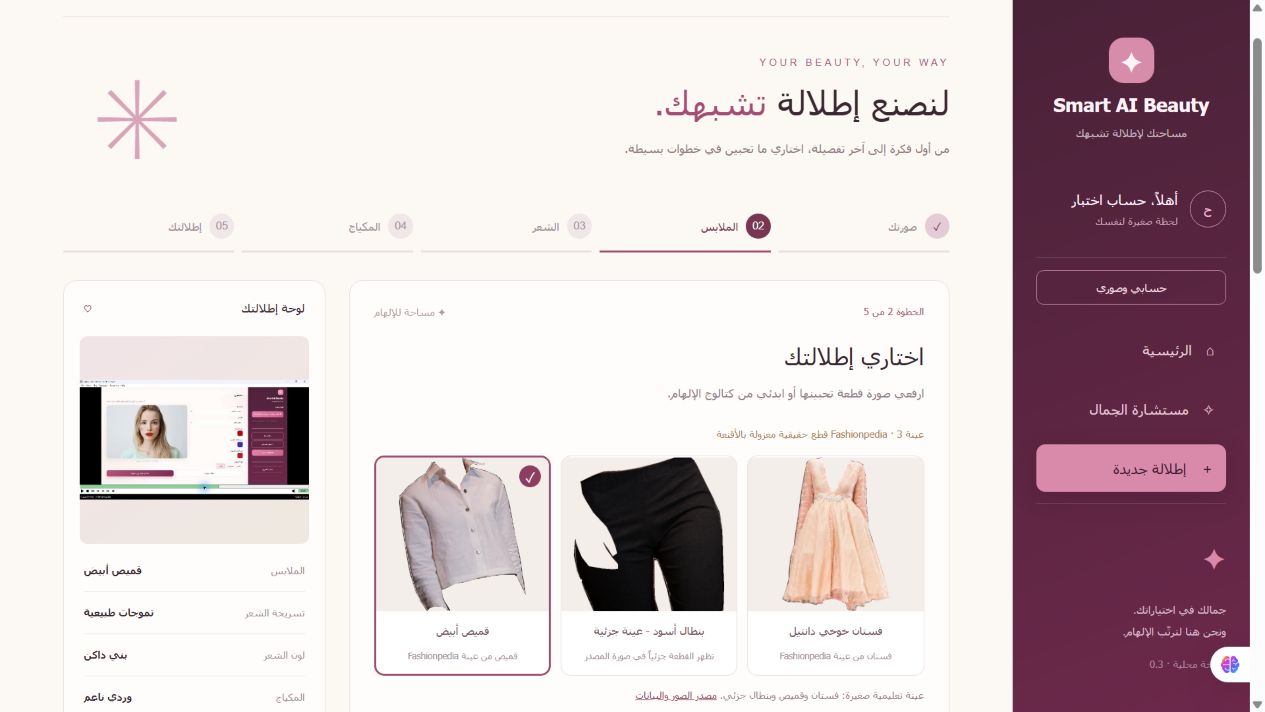 Smart AI Beauty
مساحتك لإطلالة تشبهك
ح
أهلاً، حساب اختبار
لحظة صغيرة لنفسك
حسابي وصوري
الرئيسية
مستشارة الجمال
+ إطلالة جديدة
جمالك في اختياراتك.
ونحن هنا لنرتّب الإلهام.
محلية · 0.3
YOUR BEAUTY, YOUR WAY
لنصنع إطلالة تشبهك.
من أول فكرة إلى آخر تفصيلة، اختاري ما تحبين في خطوات بسيطة.
✓ صورتك
02 الملابس
03 الشعر
04 المكياج
05 إطلالتك
الخطوة 2 من 5
✦ مساحة للإلهام
اختاري إطلالتك
ارفعي صورة قطعة تحبينها أو ابدئي من كتالوج الإلهام.
عينة Fashionpedia · 3 قطع حقيقية معزولة بالأقنعة
فستان خوخي دانتيل
فستان من عينة Fashionpedia
بنطال أسود - عينة جزئية
تظهر القطعة جزئياً في صورة المصدر
قميص أبيض
قميص من عينة Fashionpedia
عينة تعليمية صغيرة: فستان وقميص وبنطال جزئي. مصدر الصور والبيانات
لوحة إطلالتك
الملابس قميص أبيض
تسريحة الشعر تموجات طبيعية
لون الشعر بني داكن
المكياج وردي ناعم